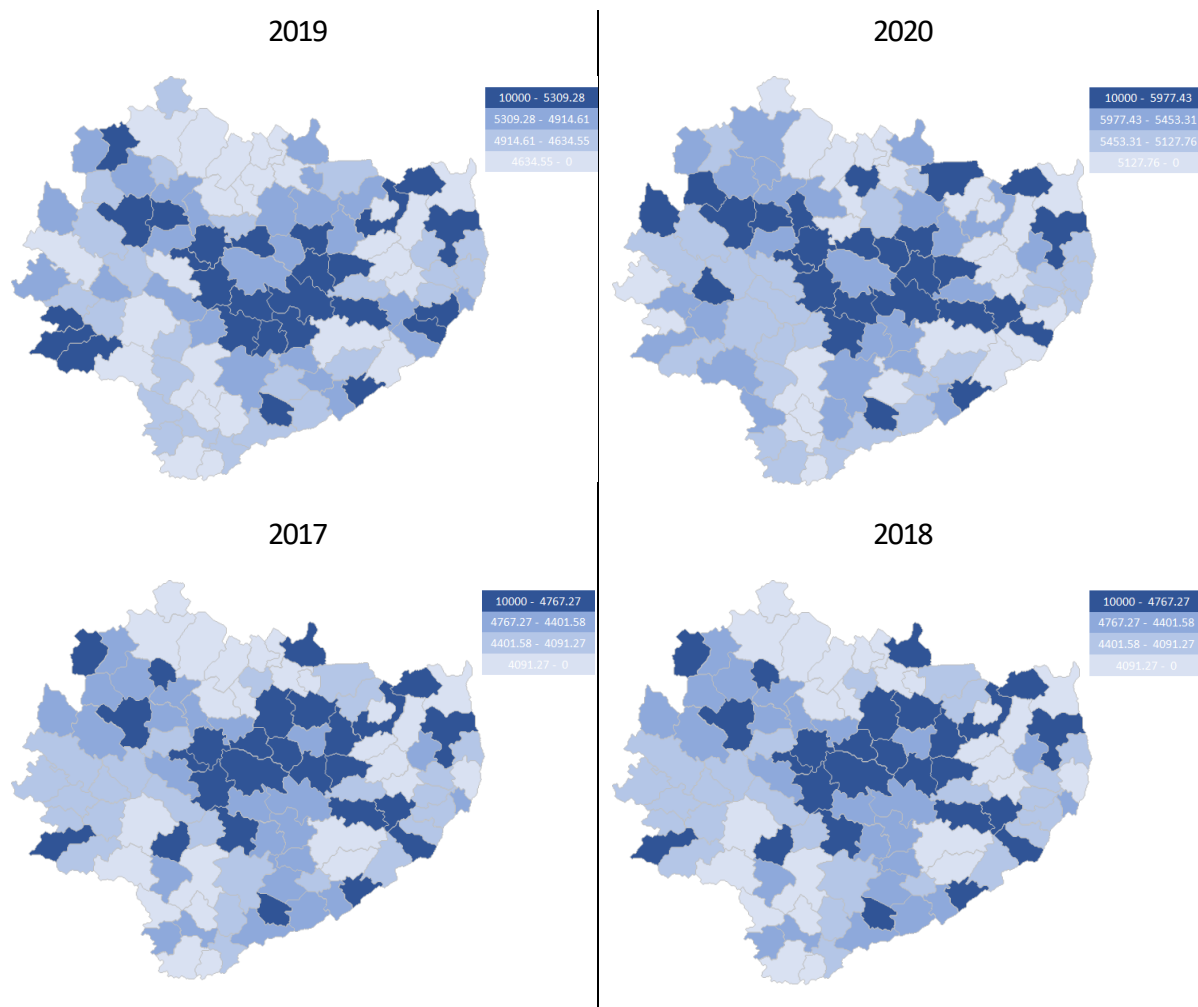 2019
10000 - 5309.28
5309.28 - 4914.61
4914.61 - 4634.55
4634.55 - 0
2020
10000 - 5977.43
5977.43 - 5453.31
5453.31 - 5127.76
5127.76 - 0
2017
10000 - 4767.27
4767.27 - 4401.58
4401.58 - 4091.27
4091.27 - 0
2018
10000 - 4767.27
4767.27 - 4401.58
4401.58 - 4091.27
4091.27 - 0